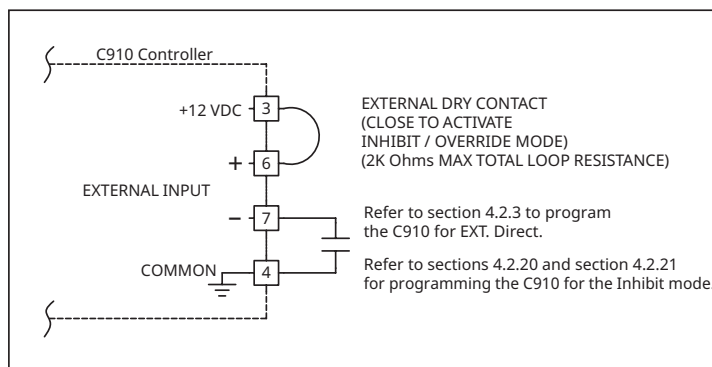 C910 Controller
+12 VDC 3
EXTERNAL DRY CONTACT
(CLOSE TO ACTIVATE
INHIBIT / OVERRIDE MODE)
(2K Ohms MAX TOTAL LOOP RESISTANCE)
+ 6
EXTERNAL INPUT
− 7
Refer to section 4.2.3 to program
the C910 for EXT. Direct.
COMMON 4
Refer to sections 4.2.20 and section 4.2.21
for programming the C910 for the Inhibit mode.